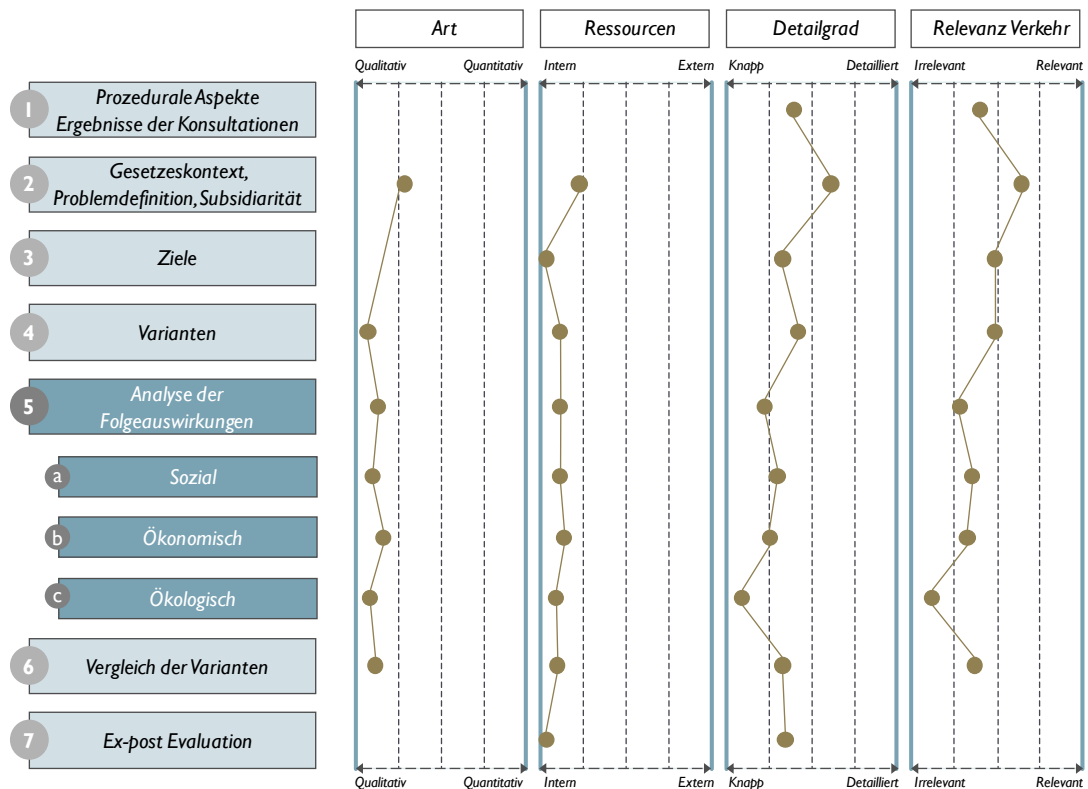 Art
Ressourcen
Detailgrad
Relevanz Verkehr
Qualitativ
Quantitativ
Intern
Extern
Knapp
Detailliert
Irrelevant
Relevant
1
Prozedurale Aspekte
Ergebnisse der Konsultationen
2
Gesetzeskontext,
Problemdefinition, Subsidiarität
3
Ziele
4
Varianten
5
Analyse der
Folgeauswirkungen
a
Sozial
b
Ökonomisch
c
Ökologisch
6
Vergleich der Varianten
7
Ex-post Evaluation
Qualitativ
Quantitativ
Intern
Extern
Knapp
Detailliert
Irrelevant
Relevant